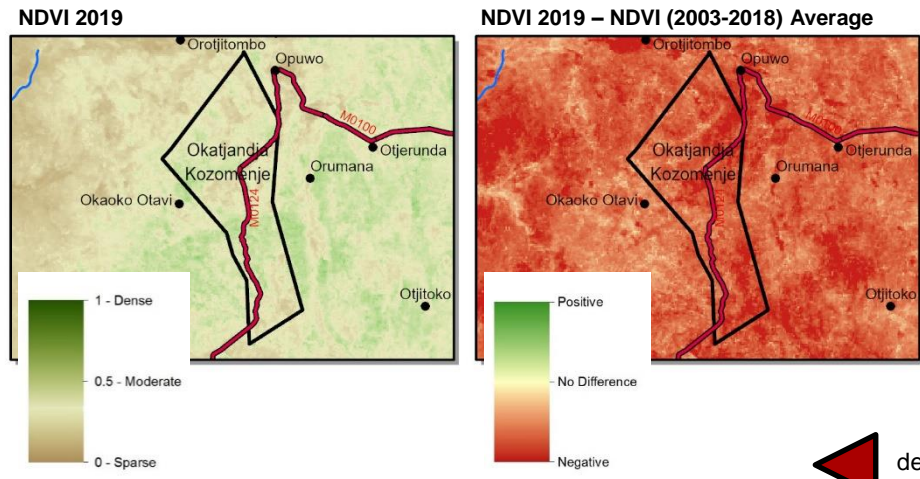 NDVI 2019
Orotjitombo
Opuwo
M0100
Otjerunda
Okatjandja
Kozomenje
Orumana
Okaoko Otavi
M0124
Otjitoko
1 - Dense
0.5 - Moderate
0 - Sparse
NDVI 2019 – NDVI (2003-2018) Average
Orotjitombo
Opuwo
M0100
Otjerunda
Okatjandja
Kozomenje
Orumana
Okaoko Otavi
M0124
Otjitoko
Positive
No Difference
Negative
de